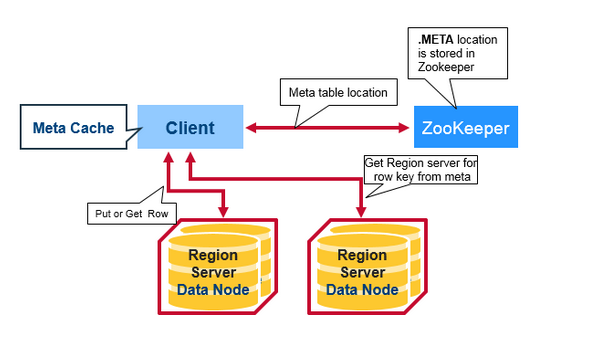 .META location
is stored in
Zookeeper
Meta table location
Meta Cache
Client
ZooKeeper
Get Region server for
row key from meta
Put or Get Row
Region
Server
Data Node
Region
Server
Data Node